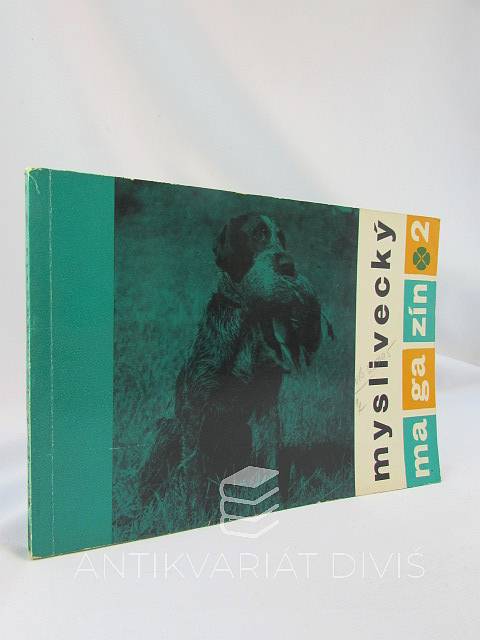 myslivecký
ma ga zín 2
ANTIKVARIÁT DIVIŠ